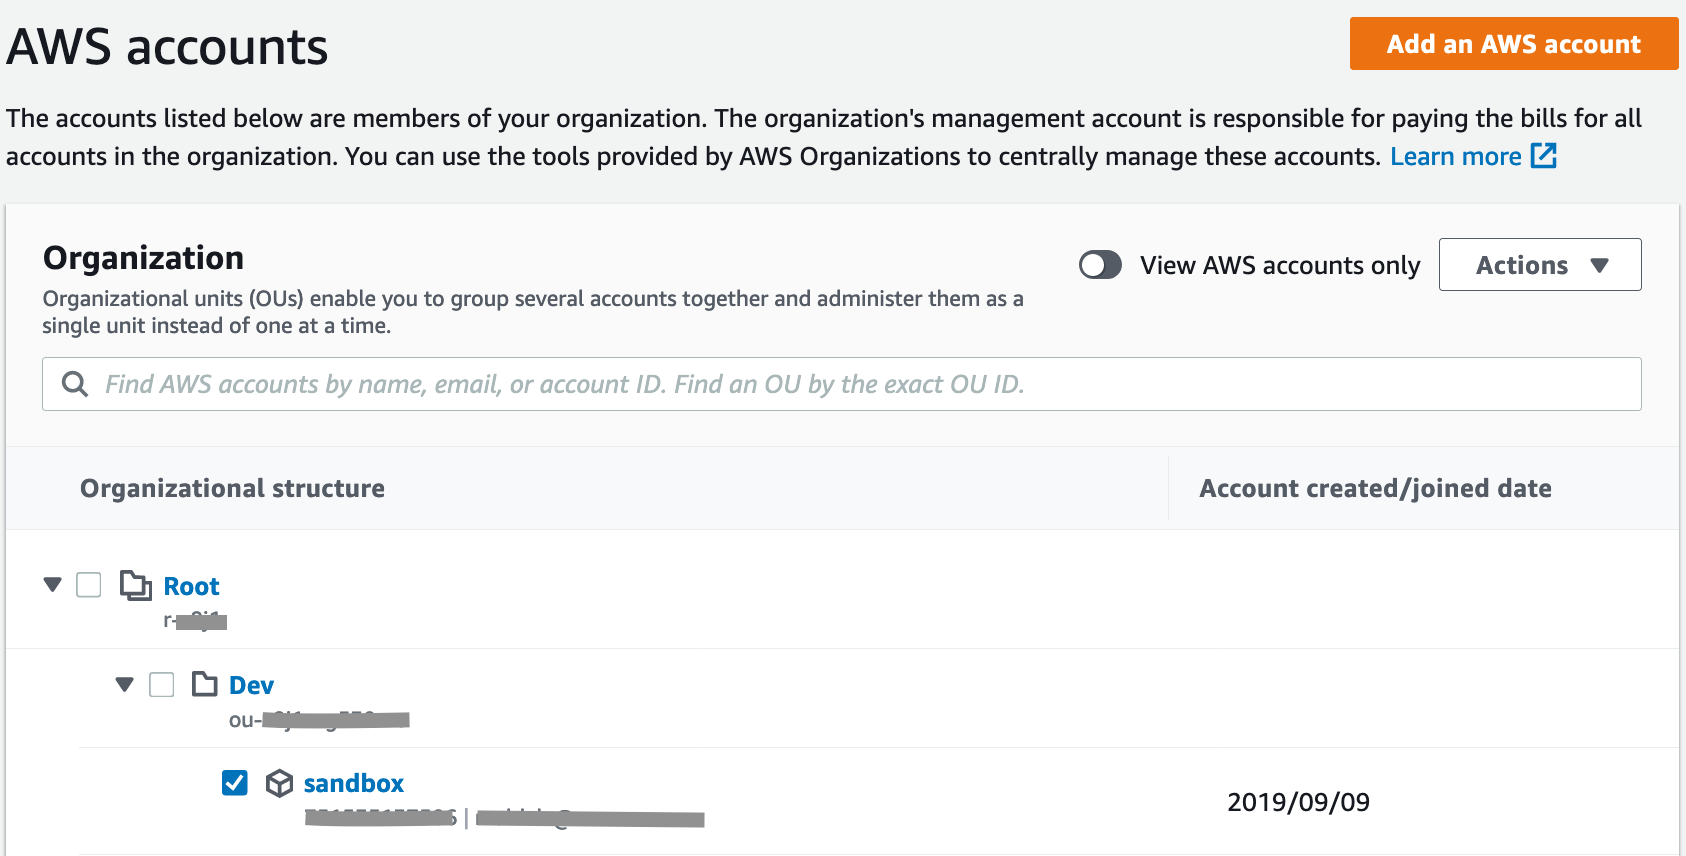 AWS accounts
Add an AWS account
The accounts listed below are members of your organization. The organization's management account is responsible for paying the bills for all
accounts in the organization. You can use the tools provided by AWS Organizations to centrally manage these accounts. Learn more
Organization
View AWS accounts only
Actions
Organizational units (OUs) enable you to group several accounts together and administer them as a
single unit instead of one at a time.
Find AWS accounts by name, email, or account ID. Find an OU by the exact OU ID.
Organizational structure
Account created/joined date
Root
r-
Dev
ou-
sandbox
2019/09/09
|